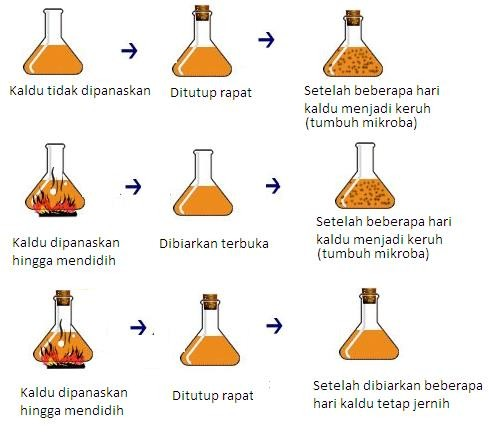 Kaldu tidak dipanaskan
Ditutup rapat
Setelah beberapa hari
kaldu menjadi keruh
(tumbuh mikroba)
Kaldu dipanaskan
hingga mendidih
Dibiarkan terbuka
Setelah beberapa hari
kaldu menjadi keruh
(tumbuh mikroba)
Kaldu dipanaskan
hingga mendidih
Ditutup rapat
Setelah dibiarkan beberapa
hari kaldu tetap jernih